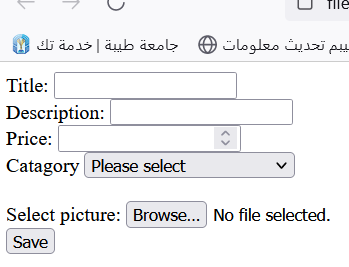 file
جامعة طيبة | خدمة تك
تحديث معلومات
Title:
Description:
Price:
Catagory Please select
Select picture: Browse... No file selected.
Save